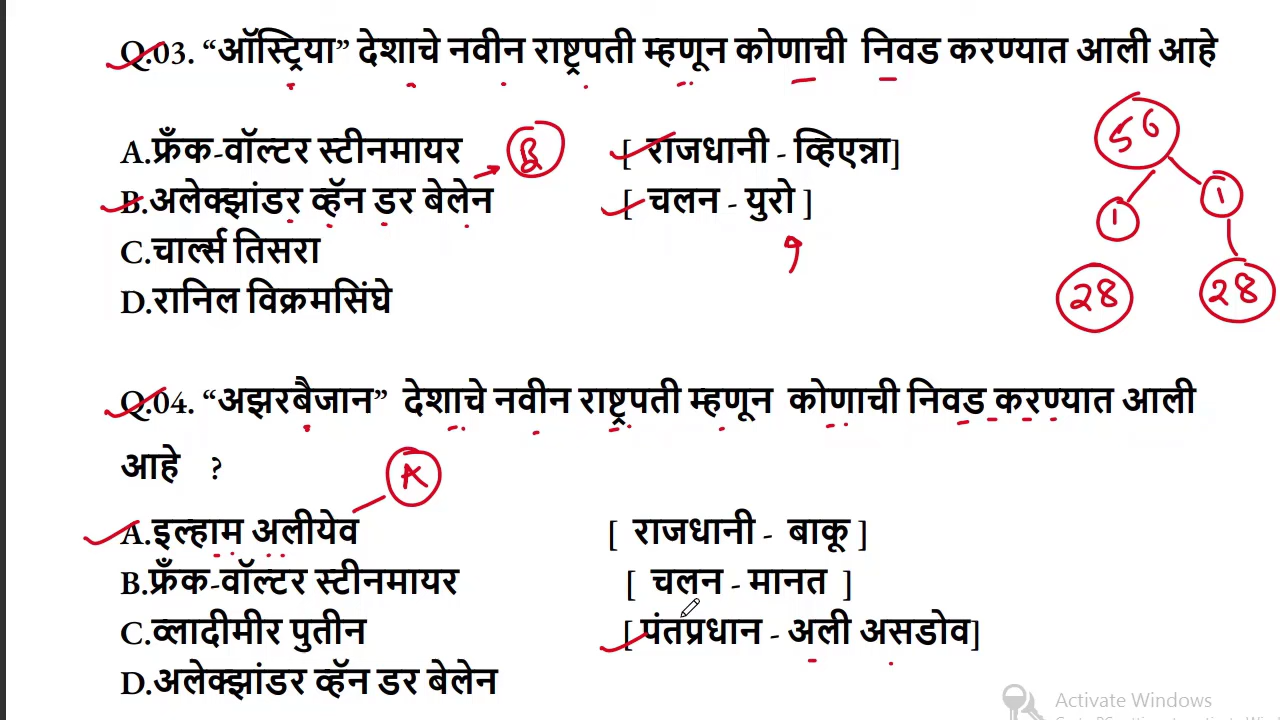 Q.03. “ऑस्ट्रिया” देशाचे नवीन राष्ट्रपती म्हणून कोणाची निवड करण्यात आली आहे
A.फ्रँक-वॉल्टर स्टीनमायर [ राजधानी - व्हिएन्ना]
B
B.अलेक्झांडर व्हॅन डर बेलेन [ चलन - युरो ]
C.चार्ल्स तिसरा
D.रानिल विक्रमसिंघे
56
1 1
28 28
Q.04. “अझरबैजान” देशाचे नवीन राष्ट्रपती म्हणून कोणाची निवड करण्यात आली
आहे ?
A
A.इल्हाम अलीयेव [ राजधानी - बाकू ]
B.फ्रँक-वॉल्टर स्टीनमायर [ चलन - मानत ]
C.व्लादीमीर पुतीन [ पंतप्रधान - अली असडोव]
D.अलेक्झांडर व्हॅन डर बेलेन
Activate Windows